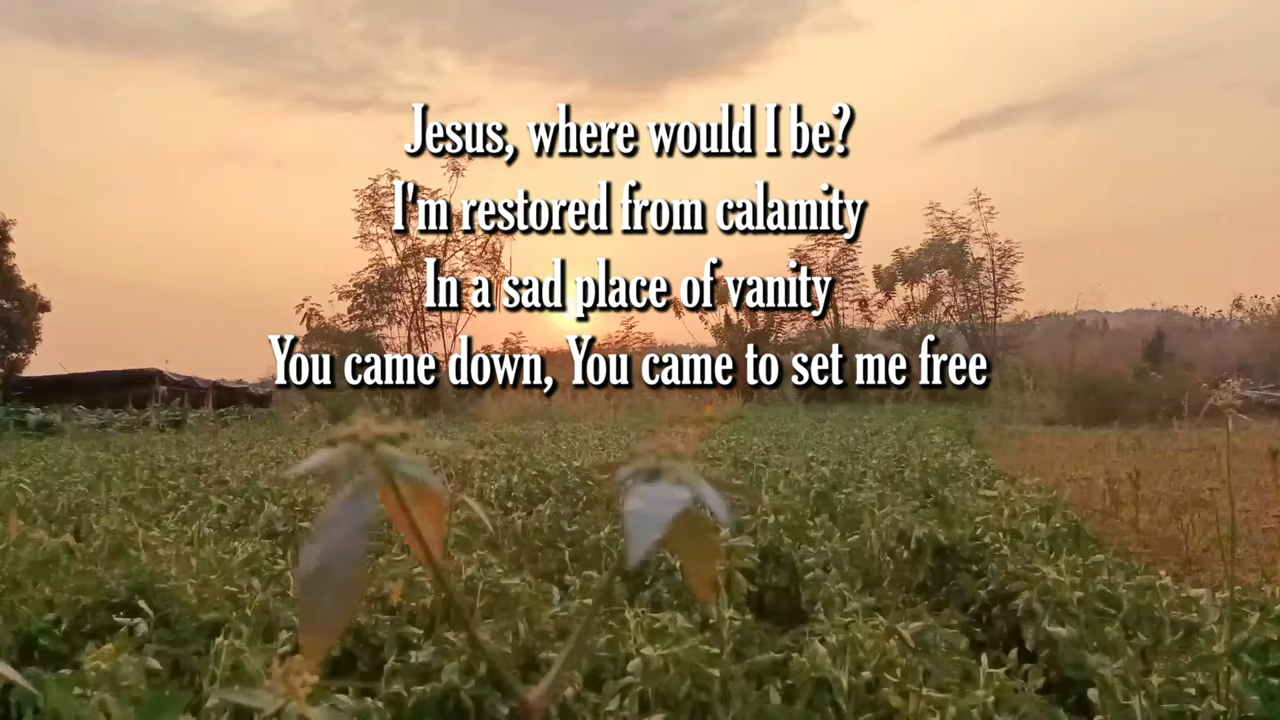 Jesus, where would I be?
I'm restored from calamity
In a sad place of vanity
You came down, You came to set me free